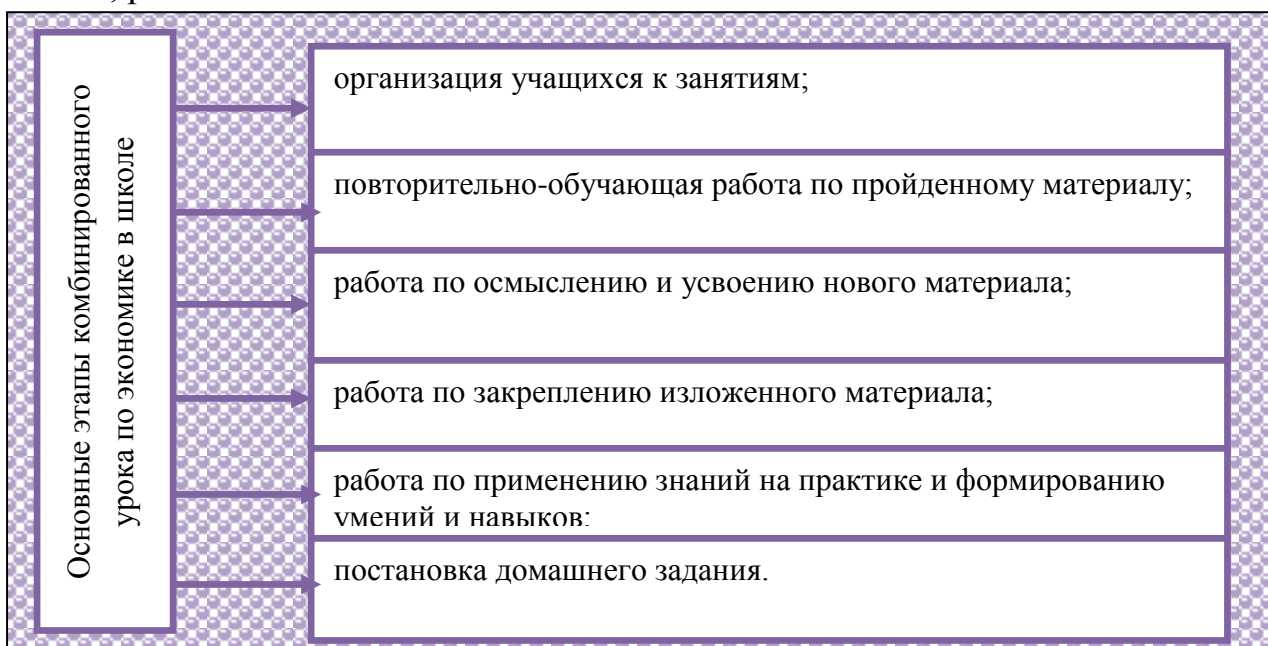 Основные этапы комбинированного
урока по экономике в школе
организация учащихся к занятиям;
повторительно-обучающая работа по пройденному материалу;
работа по осмыслению и усвоению нового материала;
работа по закреплению изложенного материала;
работа по применению знаний на практике и формированию
умений и навыков;
постановка домашнего задания.